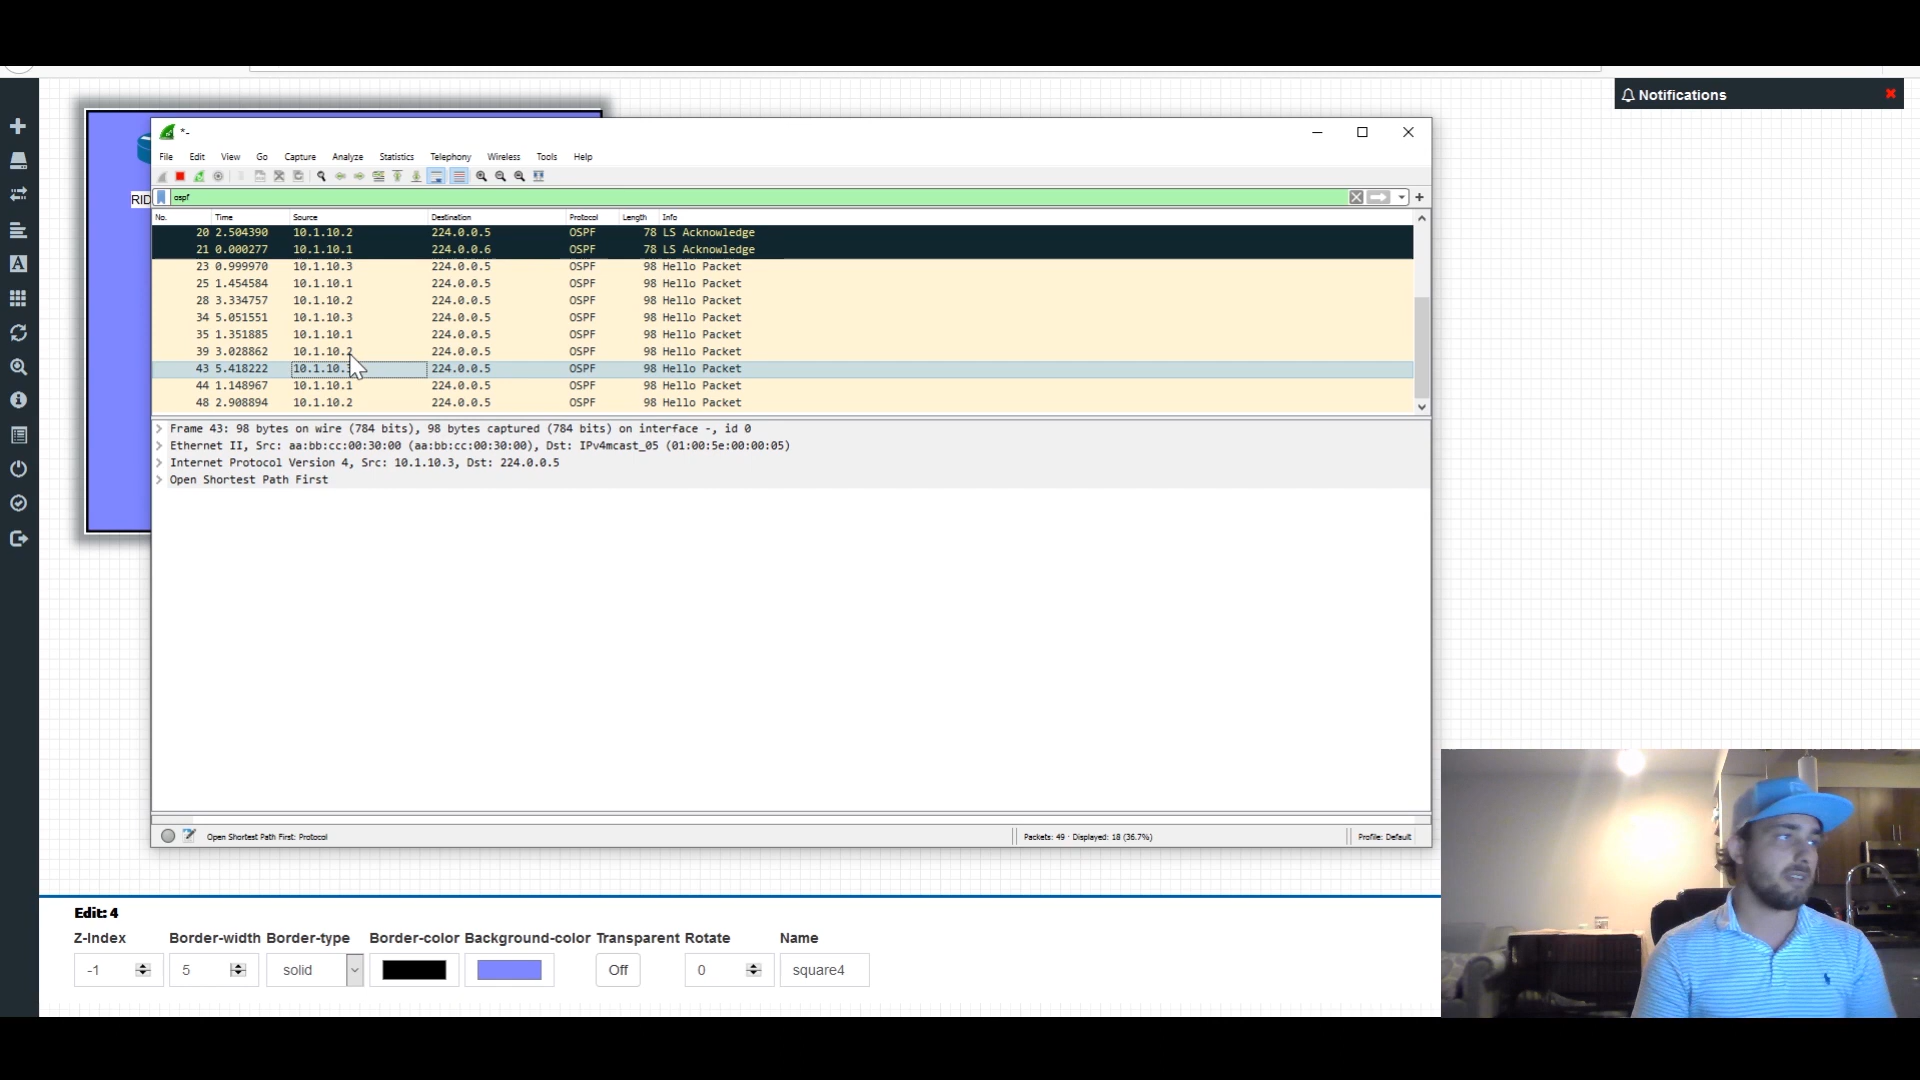 Notifications
*-
File Edit View Go Capture Analyze Statistics Telephony Wireless Tools Help
RID
ospf
No. Time Source Destination Protocol Length Info
20 2.504390 10.1.10.2 224.0.0.5 OSPF 78 LS Acknowledge
21 0.000277 10.1.10.1 224.0.0.6 OSPF 78 LS Acknowledge
23 0.999970 10.1.10.3 224.0.0.5 OSPF 98 Hello Packet
25 1.454584 10.1.10.1 224.0.0.5 OSPF 98 Hello Packet
28 3.334757 10.1.10.2 224.0.0.5 OSPF 98 Hello Packet
34 5.051551 10.1.10.3 224.0.0.5 OSPF 98 Hello Packet
35 1.351885 10.1.10.1 224.0.0.5 OSPF 98 Hello Packet
39 3.028862 10.1.10.2 224.0.0.5 OSPF 98 Hello Packet
43 5.418222 10.1.10.3 224.0.0.5 OSPF 98 Hello Packet
44 1.148967 10.1.10.1 224.0.0.5 OSPF 98 Hello Packet
48 2.908894 10.1.10.2 224.0.0.5 OSPF 98 Hello Packet
Frame 43: 98 bytes on wire (784 bits), 98 bytes captured (784 bits) on interface -, id 0
Ethernet II, Src: aa:bb:cc:00:30:00 (aa:bb:cc:00:30:00), Dst: IPv4mcast_05 (01:00:5e:00:00:05)
Internet Protocol Version 4, Src: 10.1.10.3, Dst: 224.0.0.5
Open Shortest Path First
Open Shortest Path First: Protocol Packets: 49 · Displayed: 18 (36.7%) Profile: Default
Edit: 4
Z-Index Border-width Border-type Border-color Background-color Transparent Rotate Name
-1 5 solid Off 0 square4